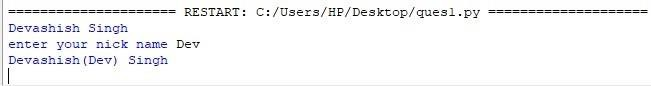 ===================== RESTART: C:/Users/HP/Desktop/ques1.py ====================
Devashish Singh
enter your nick name Dev
Devashish(Dev) Singh